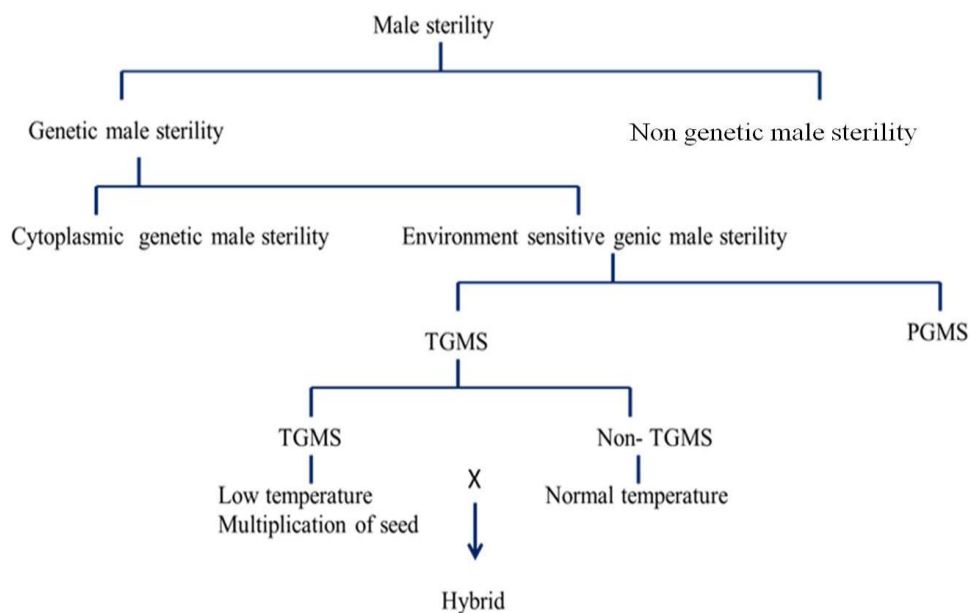 Male sterility
Genetic male sterility
Non genetic male sterility
Cytoplasmic genetic male sterility
Environment sensitive genic male sterility
TGMS
PGMS
TGMS
Non- TGMS
X
Low temperature
Multiplication of seed
Normal temperature
Hybrid